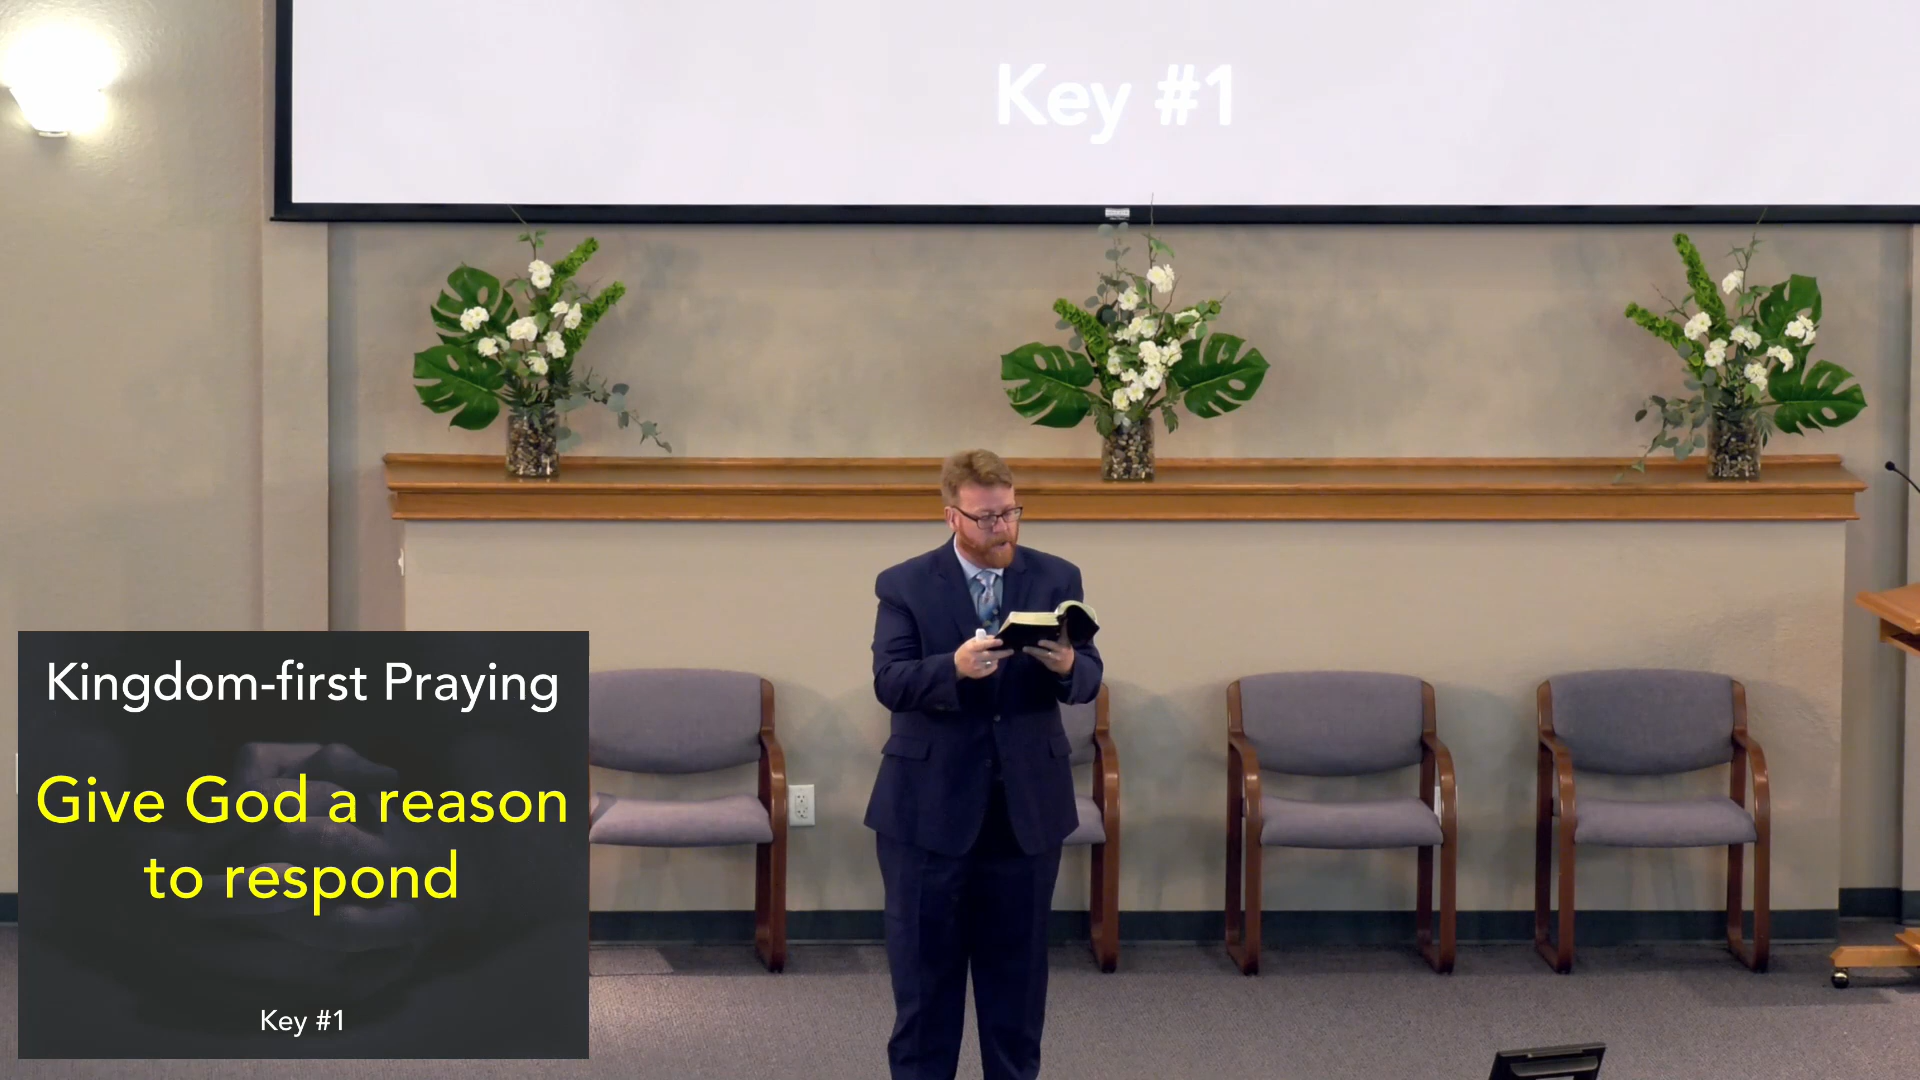 Key #1
Kingdom-first Praying
Give God a reason
to respond
Key #1